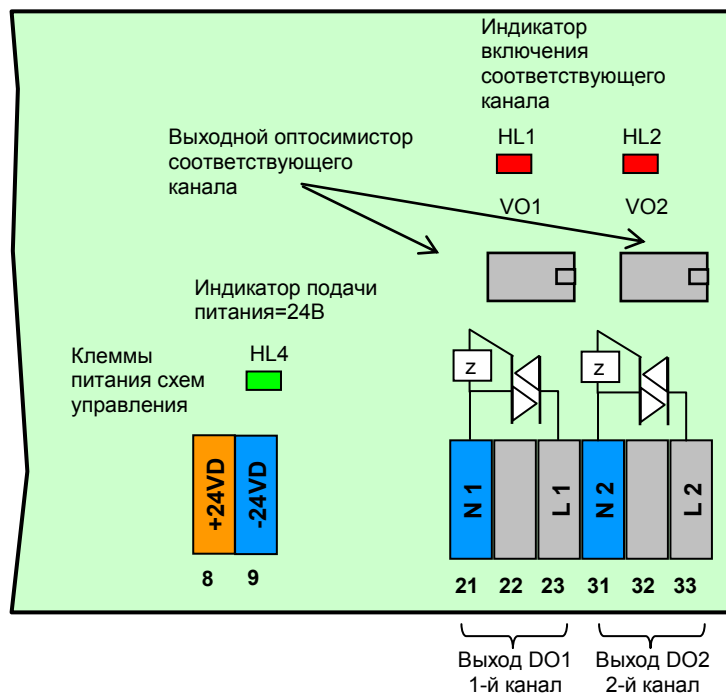 Индикатор
включения
соответствующего
канала
Выходной оптосимистор
соответствующего
канала
HL1 HL2
VO1 VO2
Индикатор подачи
питания=24В
Клеммы
питания схем
управления
HL4
z z
+24VD -24VD N 1 L 1 N 2 L 2
8 9 21 22 23 31 32 33
Выход DO1 Выход DO2
1-й канал 2-й канал